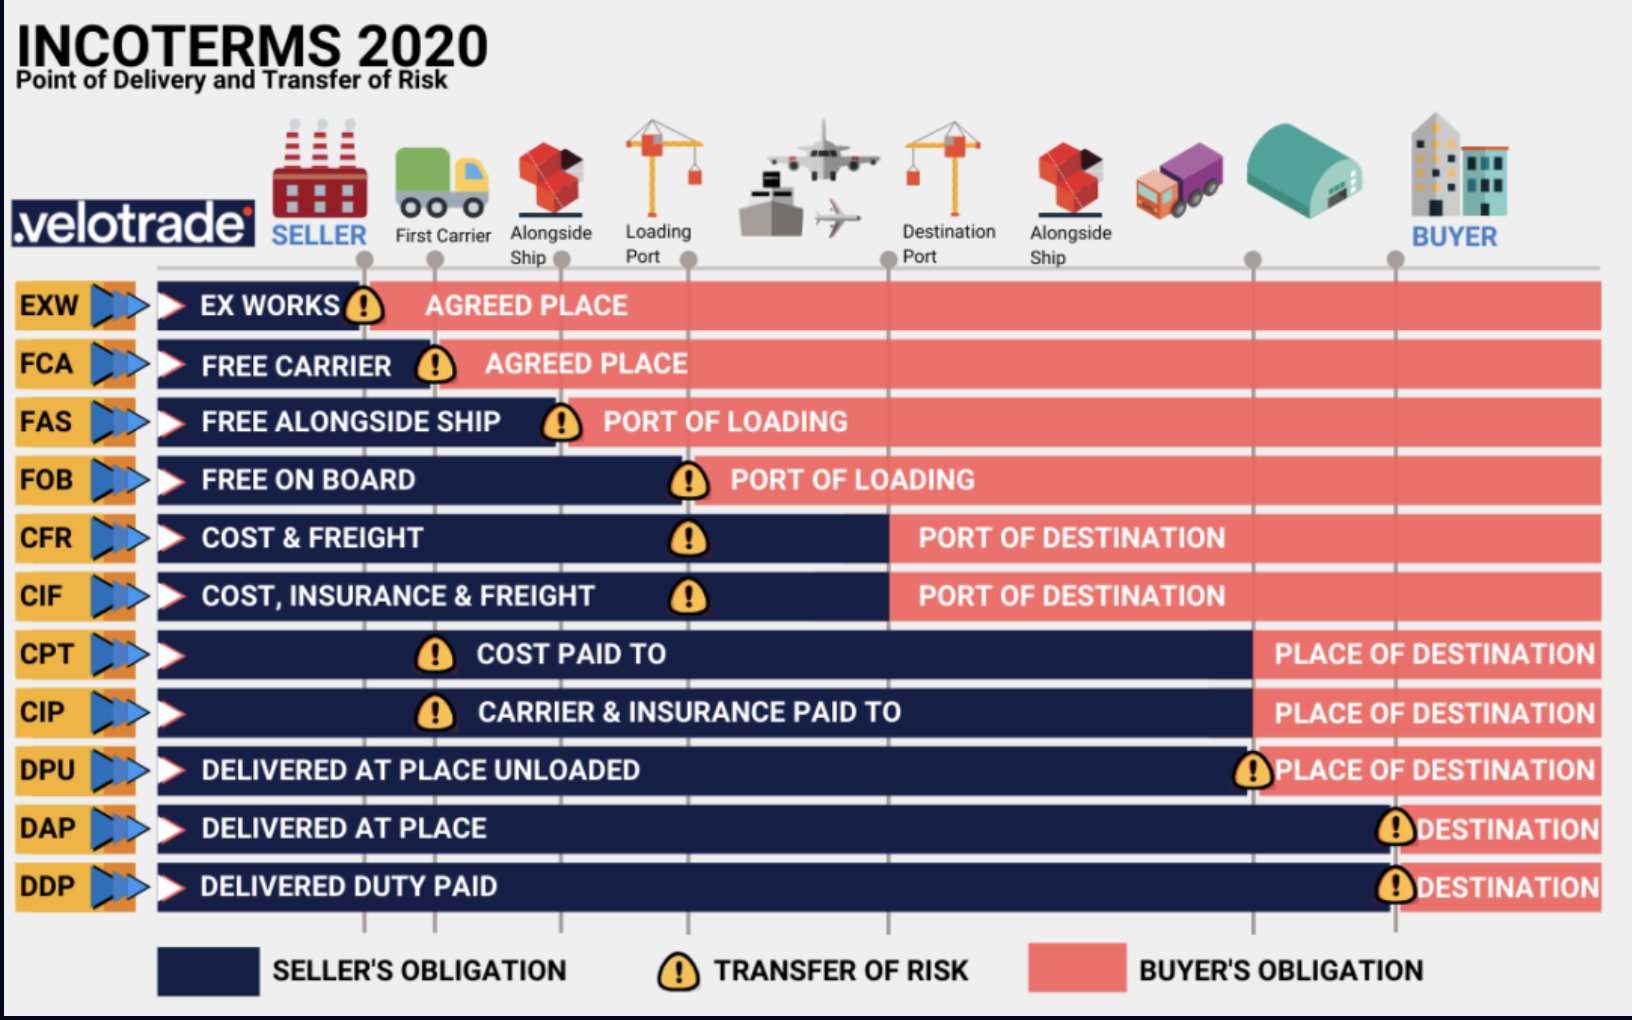 INCOTERMS 2020
Point of Delivery and Transfer of Risk
.velotrade
SELLER
First Carrier
Alongside
Ship
Loading
Port
Destination
Port
Alongside
Ship
BUYER
EXW EX WORKS AGREED PLACE
FCA FREE CARRIER AGREED PLACE
FAS FREE ALONGSIDE SHIP PORT OF LOADING
FOB FREE ON BOARD PORT OF LOADING
CFR COST & FREIGHT PORT OF DESTINATION
CIF COST, INSURANCE & FREIGHT PORT OF DESTINATION
CPT COST PAID TO PLACE OF DESTINATION
CIP CARRIER & INSURANCE PAID TO PLACE OF DESTINATION
DPU DELIVERED AT PLACE UNLOADED PLACE OF DESTINATION
DAP DELIVERED AT PLACE DESTINATION
DDP DELIVERED DUTY PAID DESTINATION
SELLER'S OBLIGATION TRANSFER OF RISK BUYER'S OBLIGATION